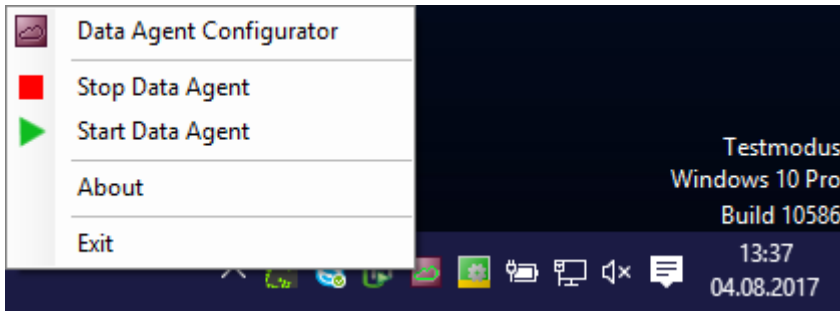 Data Agent Configurator
Stop Data Agent
Start Data Agent
About
Exit
Testmodus
Windows 10 Pro
Build 10586
13:37
04.08.2017